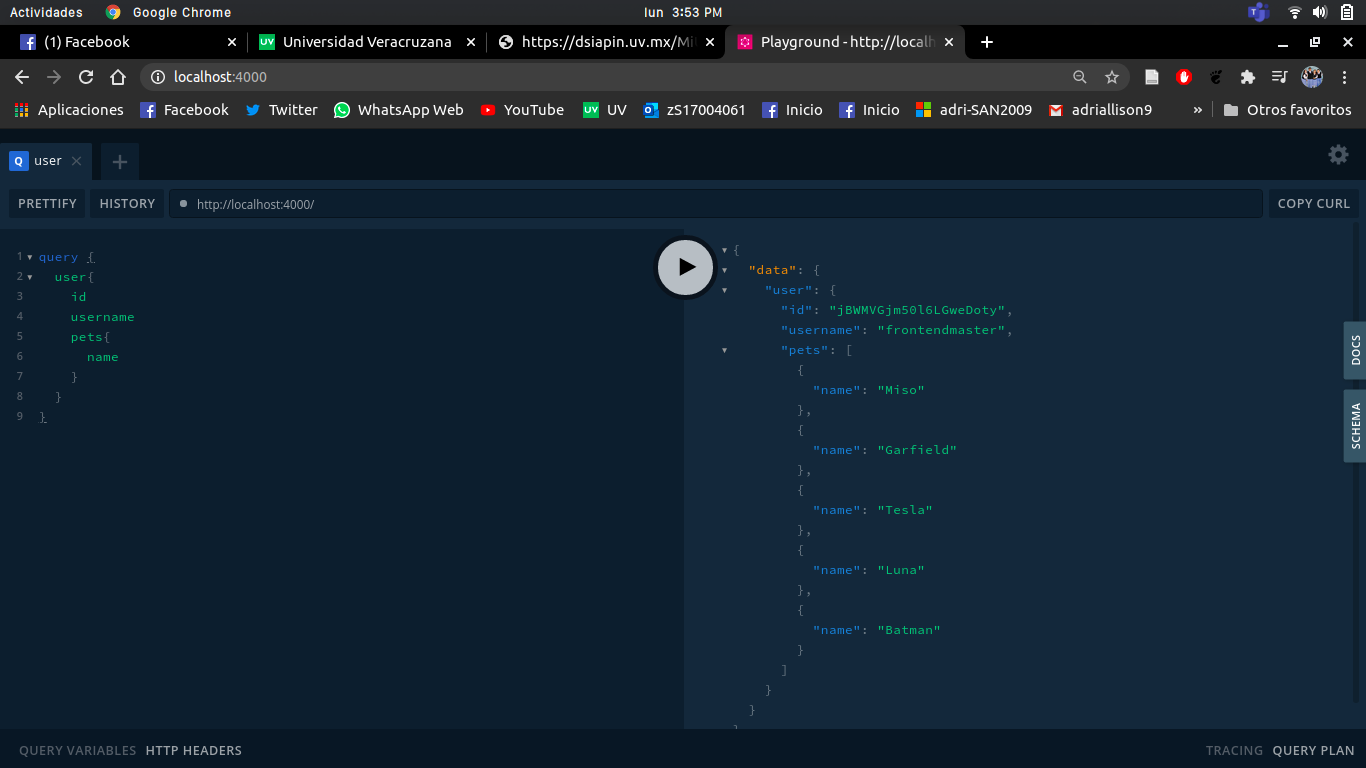 Actividades Google Chrome lun 3:53 PM
(1) Facebook Universidad Veracruzana https://dsiapin.uv.mx/Mi Playground - http://localh
localhost:4000
Aplicaciones Facebook Twitter WhatsApp Web YouTube UV zS17004061 Inicio Inicio adri-SAN2009 adriallison9 » Otros favoritos
Q user
PRETTIFY HISTORY http://localhost:4000/ COPY CURL
1 query {
2 user{
3 id
4 username
5 pets{
6 name
7 }
8 }
9 }
{
"data": {
"user": {
"id": "jBWMVGjm50l6LGweDoty",
"username": "frontendmaster",
"pets": [
{
"name": "Miso"
},
{
"name": "Garfield"
},
{
"name": "Tesla"
},
{
"name": "Luna"
},
{
"name": "Batman"
}
]
}
}
}
DOCS
SCHEMA
QUERY VARIABLES HTTP HEADERS TRACING QUERY PLAN